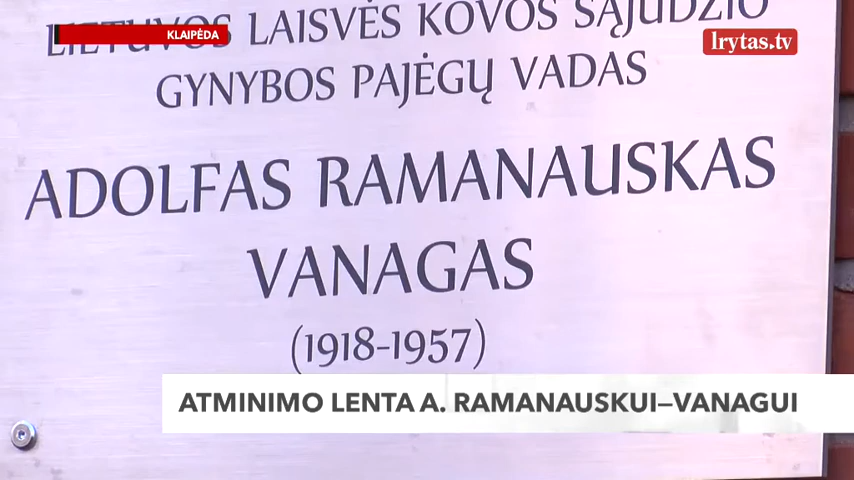 LIETUVOS LAISVĖS KOVOS SĄJŪDŽIO
KLAIPĖDA
lrytas.tv
GYNYBOS PAJĖGŲ VADAS
ADOLFAS RAMANAUSKAS
VANAGAS
(1918-1957)
ATMINIMO LENTA A. RAMANAUSKUI–VANAGUI